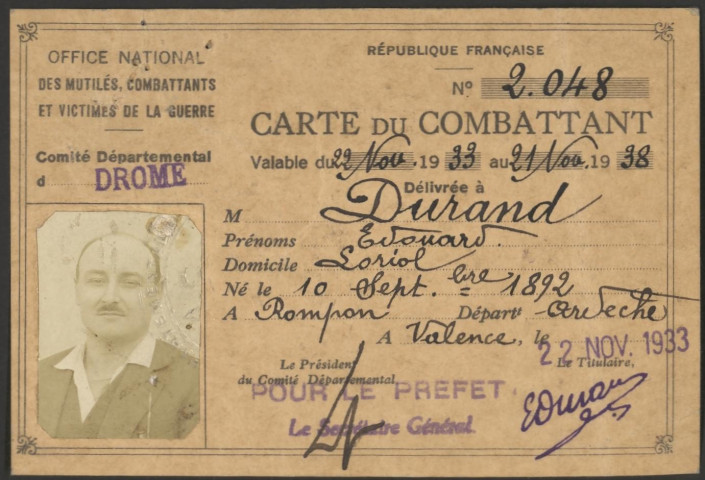 OFFICE NATIONAL
DES MUTILÉS, COMBATTANTS
ET VICTIMES DE LA GUERRE
Comité Départemental
d DROME
RÉPUBLIQUE FRANÇAISE
N° 2.048
CARTE DU COMBATTANT
Valable du 22 Nov. 1933 au 21 Nov. 1938
Délivrée à
M Durand
Prénoms Edouard.
Domicile Loriol
Né le 10 Sept.bre 1892
A Rompon Départt Ardèche
A Valence, le 22 NOV. 1933
Le Président
du Comité Départemental
Le Titulaire,
POUR LE PREFET
Le Secrétaire Général
EDurand